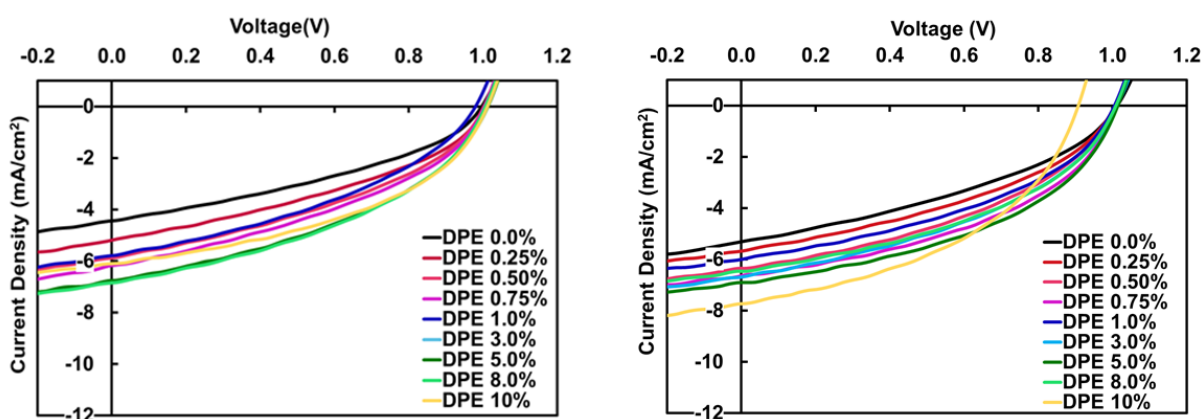 Voltage(V)
-0.2 0.0 0.2 0.4 0.6 0.8 1.0 1.2
Current Density (mA/cm²)
0
-2
-4
-6
-8
-10
-12
DPE 0.0%
DPE 0.25%
DPE 0.50%
DPE 0.75%
DPE 1.0%
DPE 3.0%
DPE 5.0%
DPE 8.0%
DPE 10%
Voltage (V)
-0.2 0.0 0.2 0.4 0.6 0.8 1.0 1.2
Current Density (mA/cm²)
0
-2
-4
-6
-8
-10
-12
DPE 0.0%
DPE 0.25%
DPE 0.50%
DPE 0.75%
DPE 1.0%
DPE 3.0%
DPE 5.0%
DPE 8.0%
DPE 10%